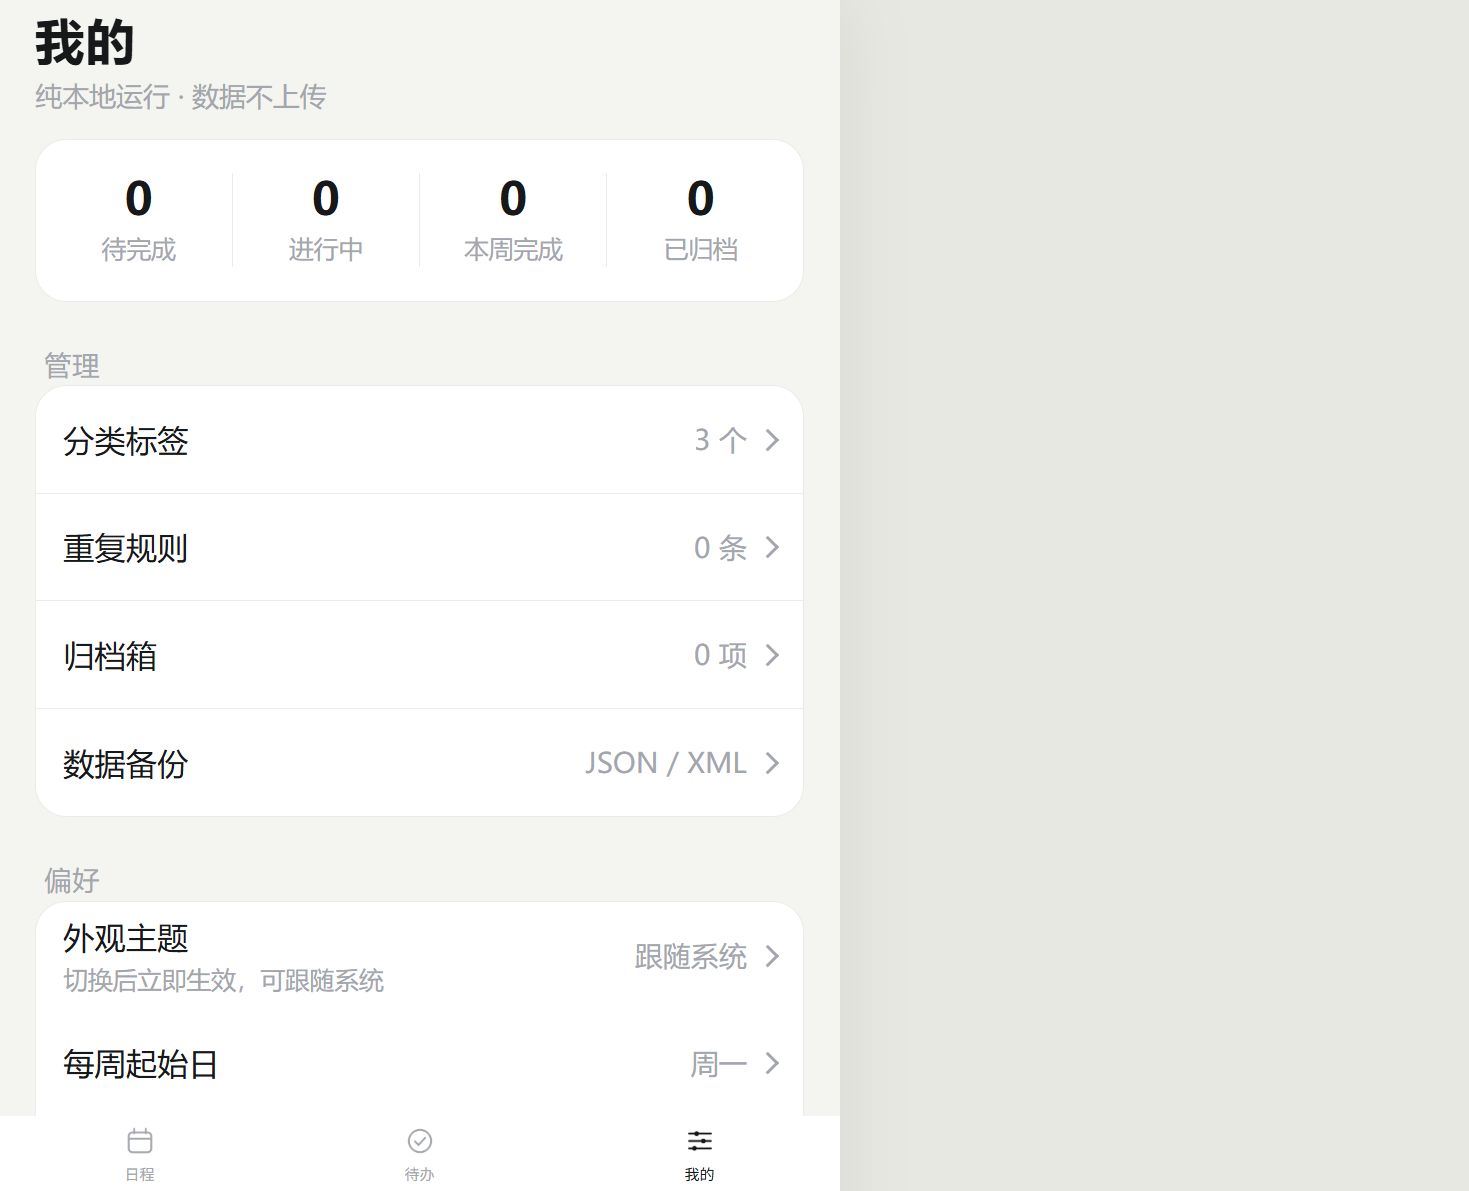 我的
纯本地运行 · 数据不上传
0 0 0 0
待完成 进行中 本周完成 已归档
管理
分类标签 3 个
重复规则 0 条
归档箱 0 项
数据备份 JSON / XML
偏好
外观主题 跟随系统
切换后立即生效，可跟随系统
每周起始日 周一
日程 待办 我的